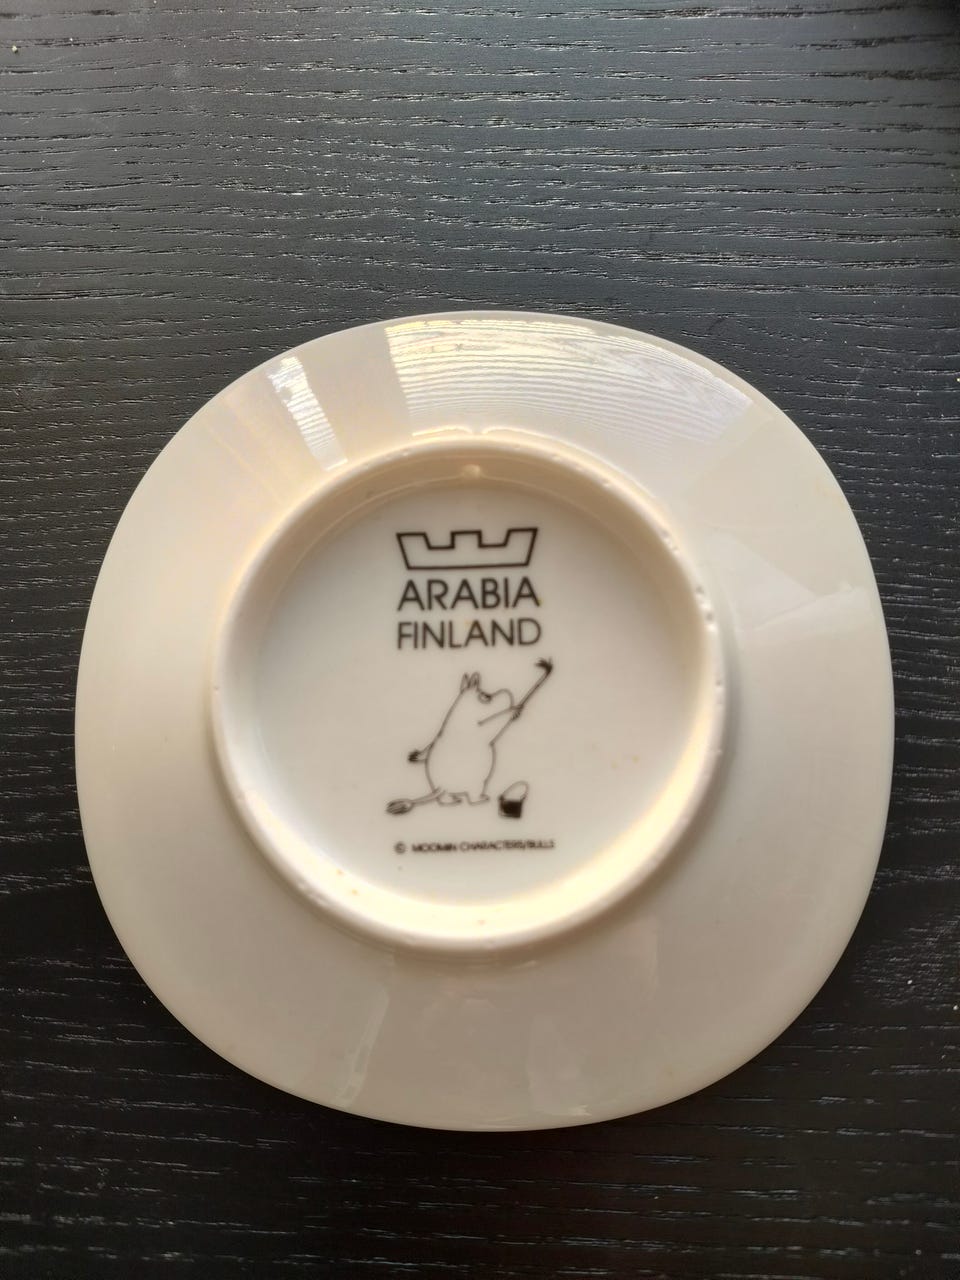 ARABIA
FINLAND
© MOOMIN CHARACTERS/BULLS